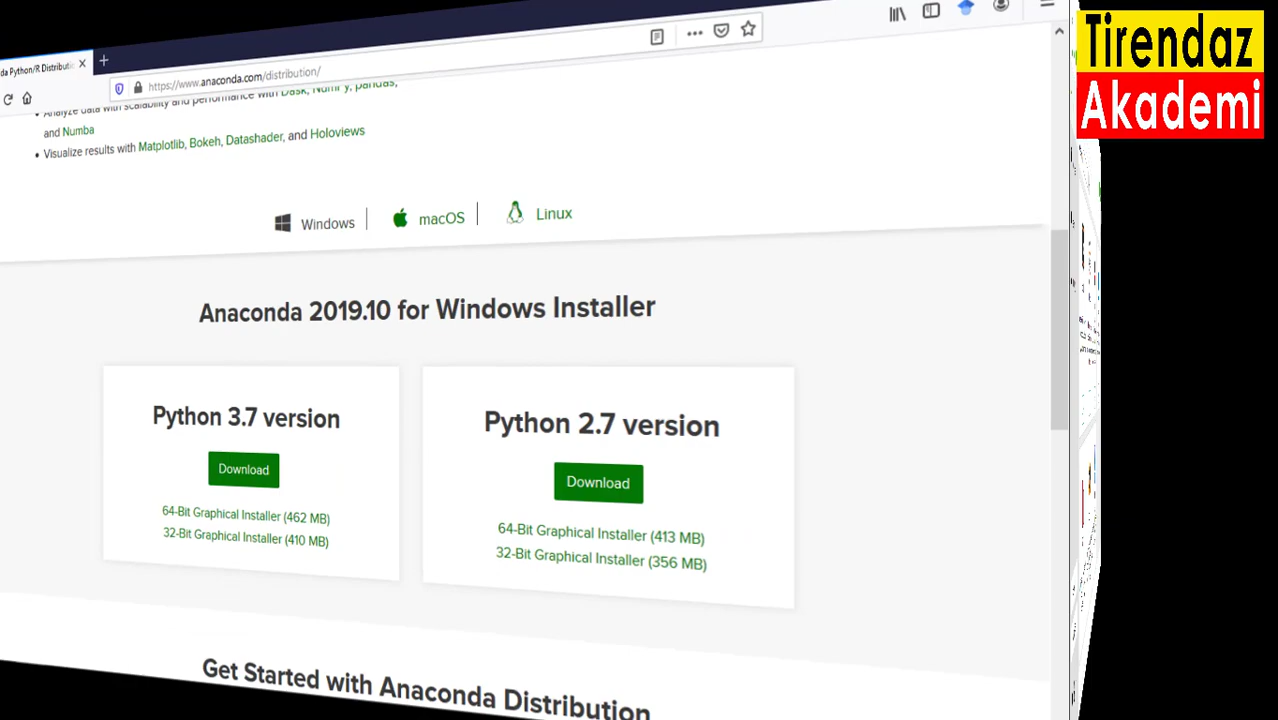 Tirendaz
Akademi
da Python/R Distributio
https://www.anaconda.com/distribution/
Analyze data with scalability and performance with Dask, NumPy, pandas,
and Numba
Visualize results with Matplotlib, Bokeh, Datashader, and Holoviews
Windows
macOS
Linux
Anaconda 2019.10 for Windows Installer
Python 3.7 version
Download
64-Bit Graphical Installer (462 MB)
32-Bit Graphical Installer (410 MB)
Python 2.7 version
Download
64-Bit Graphical Installer (413 MB)
32-Bit Graphical Installer (356 MB)
Get Started with Anaconda Distribution